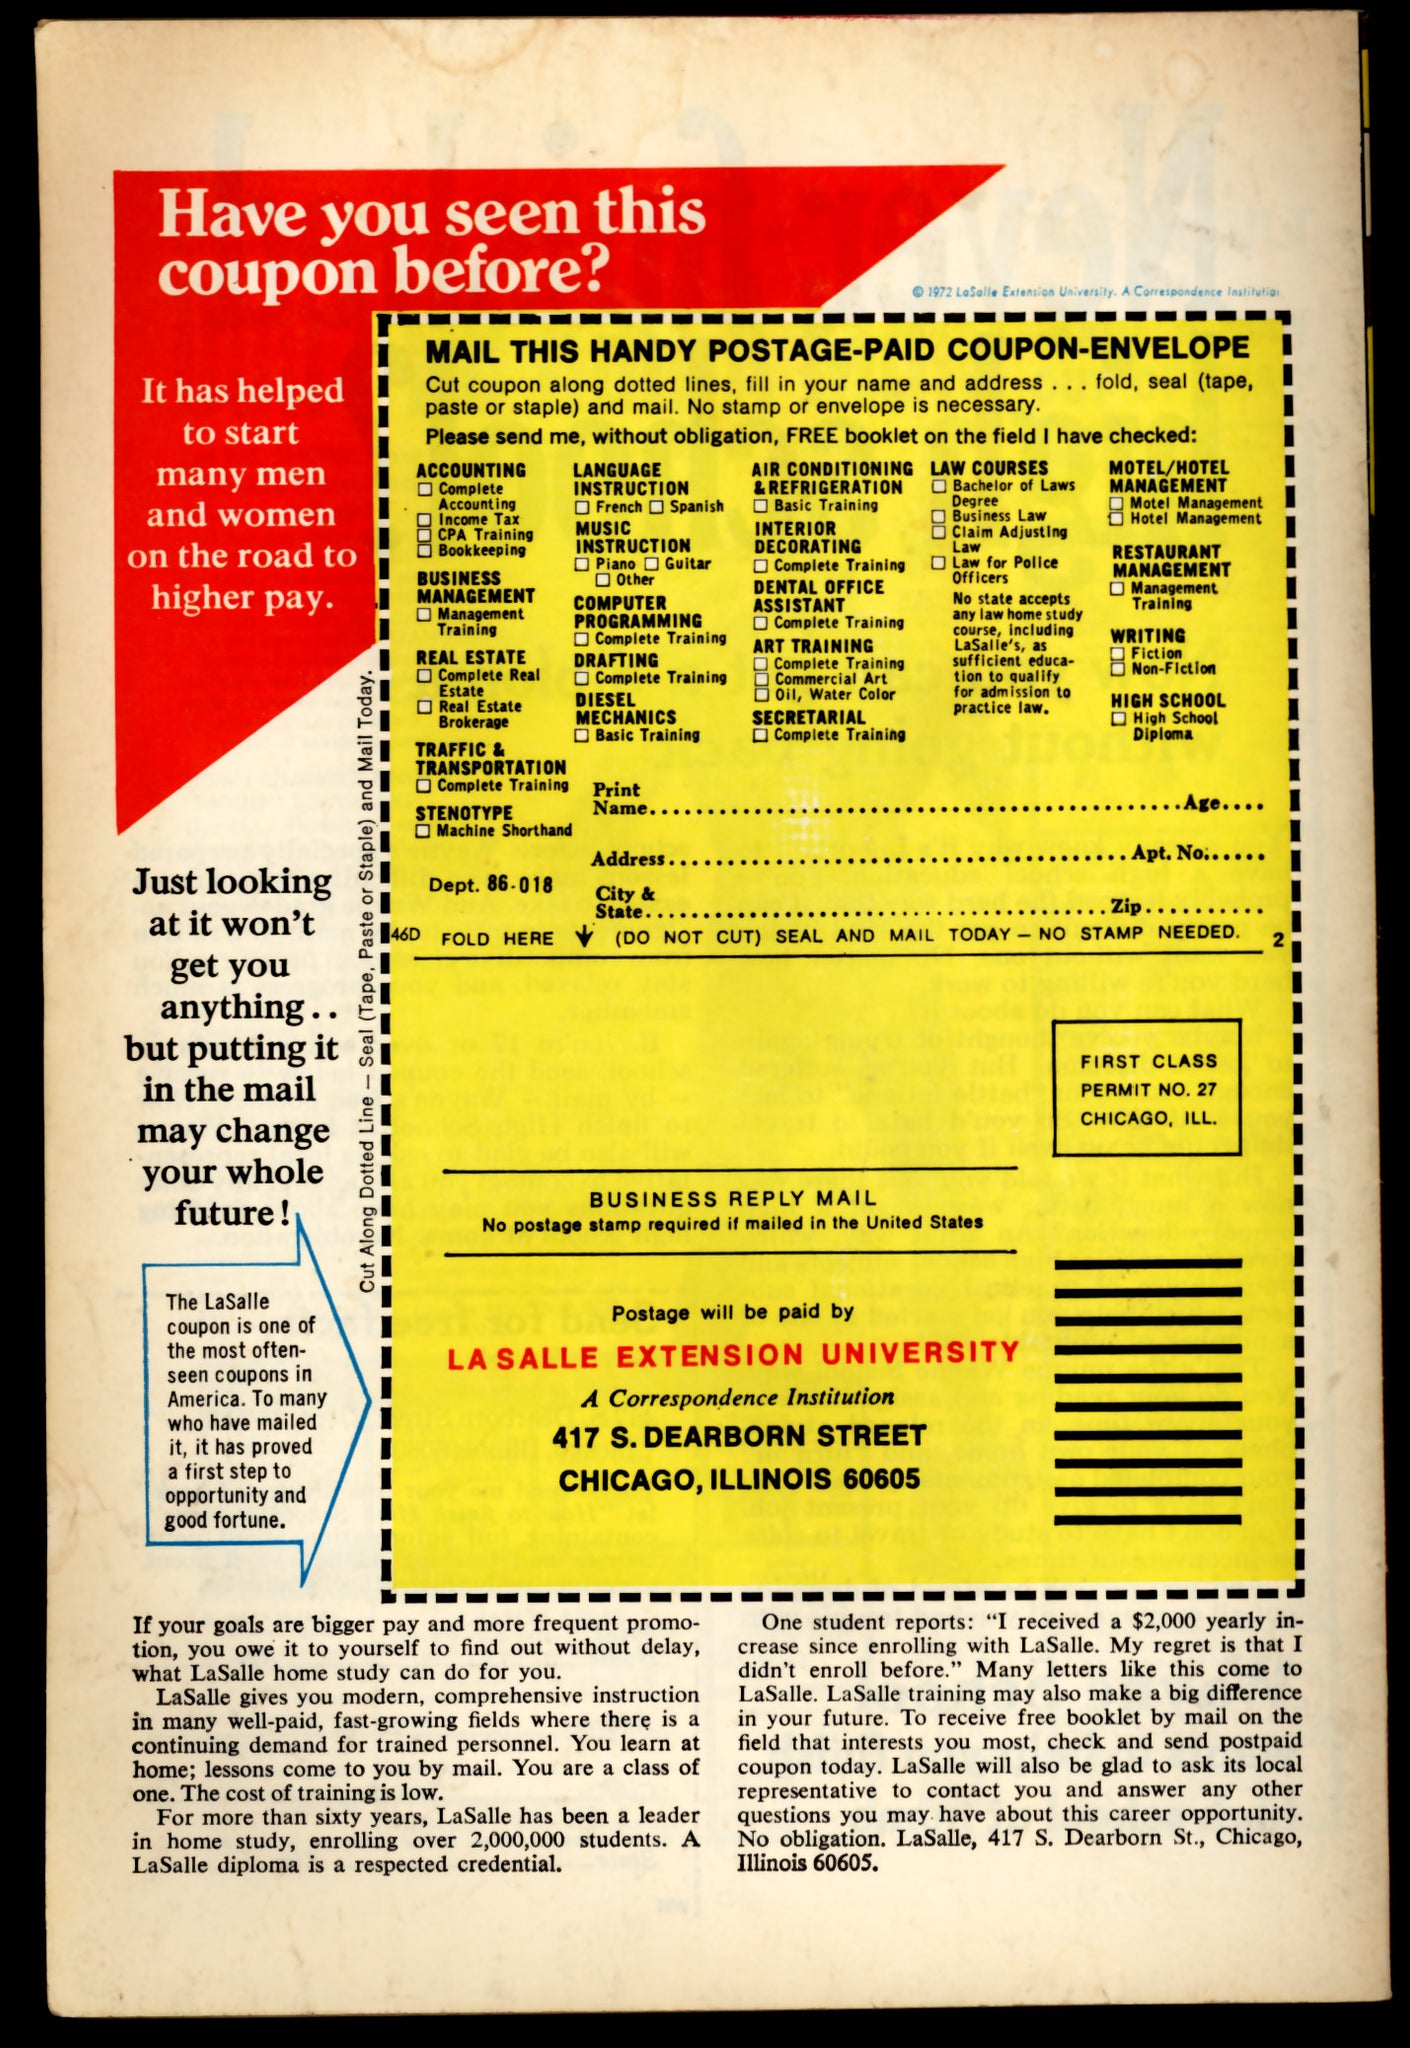 Have you seen this
coupon before?
© 1972 LaSalle Extension University. A Correspondence Institution
It has helped
to start
many men
and women
on the road to
higher pay.
Just looking
at it won't
get you
anything..
but putting it
in the mail
may change
your whole
future!
The LaSalle
coupon is one of
the most often-
seen coupons in
America. To many
who have mailed
it, it has proved
a first step to
opportunity and
good fortune.
Cut Along Dotted Line — Seal (Tape, Paste or Staple) and Mail Today.
MAIL THIS HANDY POSTAGE-PAID COUPON-ENVELOPE
Cut coupon along dotted lines, fill in your name and address . . . fold, seal (tape,
paste or staple) and mail. No stamp or envelope is necessary.
Please send me, without obligation, FREE booklet on the field I have checked:
ACCOUNTING
Complete
Accounting
Income Tax
CPA Training
Bookkeeping
BUSINESS
MANAGEMENT
Management
Training
REAL ESTATE
Complete Real
Estate
Real Estate
Brokerage
TRAFFIC &
TRANSPORTATION
Complete Training
STENOTYPE
Machine Shorthand
LANGUAGE
INSTRUCTION
French Spanish
MUSIC
INSTRUCTION
Piano Guitar
Other
COMPUTER
PROGRAMMING
Complete Training
DRAFTING
Complete Training
DIESEL
MECHANICS
Basic Training
AIR CONDITIONING
& REFRIGERATION
Basic Training
INTERIOR
DECORATING
Complete Training
DENTAL OFFICE
ASSISTANT
Complete Training
ART TRAINING
Complete Training
Commercial Art
Oil, Water Color
SECRETARIAL
Complete Training
LAW COURSES
Bachelor of Laws
Degree
Business Law
Claim Adjusting
Law
Law for Police
Officers
No state accepts
any law home study
course, including
LaSalle's, as
sufficient educa-
tion to qualify
for admission to
practice law.
MOTEL/HOTEL
MANAGEMENT
Motel Management
Hotel Management
RESTAURANT
MANAGEMENT
Management
Training
WRITING
Fiction
Non-Fiction
HIGH SCHOOL
High School
Diploma
Print
Name.................................................Age....
Address.......................................Apt. No......
Dept. 86-018
City &
State.......................................Zip..........
46D FOLD HERE ↓ (DO NOT CUT) SEAL AND MAIL TODAY — NO STAMP NEEDED. 2
FIRST CLASS
PERMIT NO. 27
CHICAGO, ILL.
BUSINESS REPLY MAIL
No postage stamp required if mailed in the United States
Postage will be paid by
LA SALLE EXTENSION UNIVERSITY
A Correspondence Institution
417 S. DEARBORN STREET
CHICAGO, ILLINOIS 60605
If your goals are bigger pay and more frequent promo-
tion, you owe it to yourself to find out without delay,
what LaSalle home study can do for you.
LaSalle gives you modern, comprehensive instruction
in many well-paid, fast-growing fields where there is a
continuing demand for trained personnel. You learn at
home; lessons come to you by mail. You are a class of
one. The cost of training is low.
For more than sixty years, LaSalle has been a leader
in home study, enrolling over 2,000,000 students. A
LaSalle diploma is a respected credential.
One student reports: "I received a $2,000 yearly in-
crease since enrolling with LaSalle. My regret is that I
didn't enroll before." Many letters like this come to
LaSalle. LaSalle training may also make a big difference
in your future. To receive free booklet by mail on the
field that interests you most, check and send postpaid
coupon today. LaSalle will also be glad to ask its local
representative to contact you and answer any other
questions you may have about this career opportunity.
No obligation. LaSalle, 417 S. Dearborn St., Chicago,
Illinois 60605.